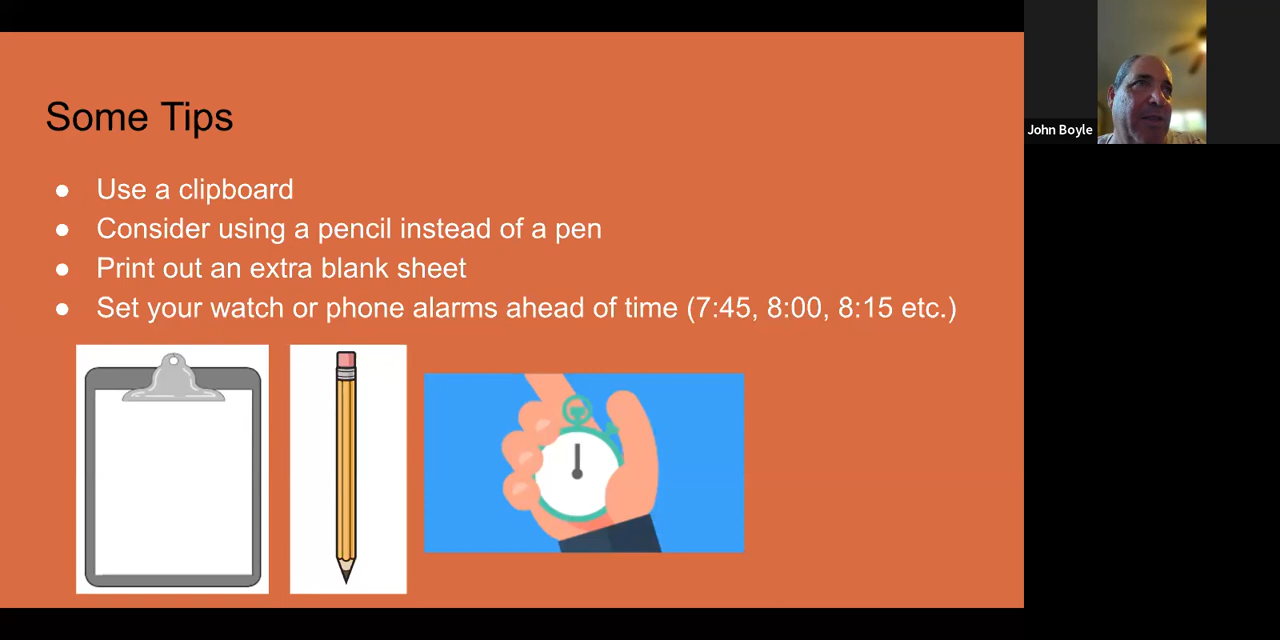 Some Tips
● Use a clipboard
● Consider using a pencil instead of a pen
● Print out an extra blank sheet
● Set your watch or phone alarms ahead of time (7:45, 8:00, 8:15 etc.)
John Boyle